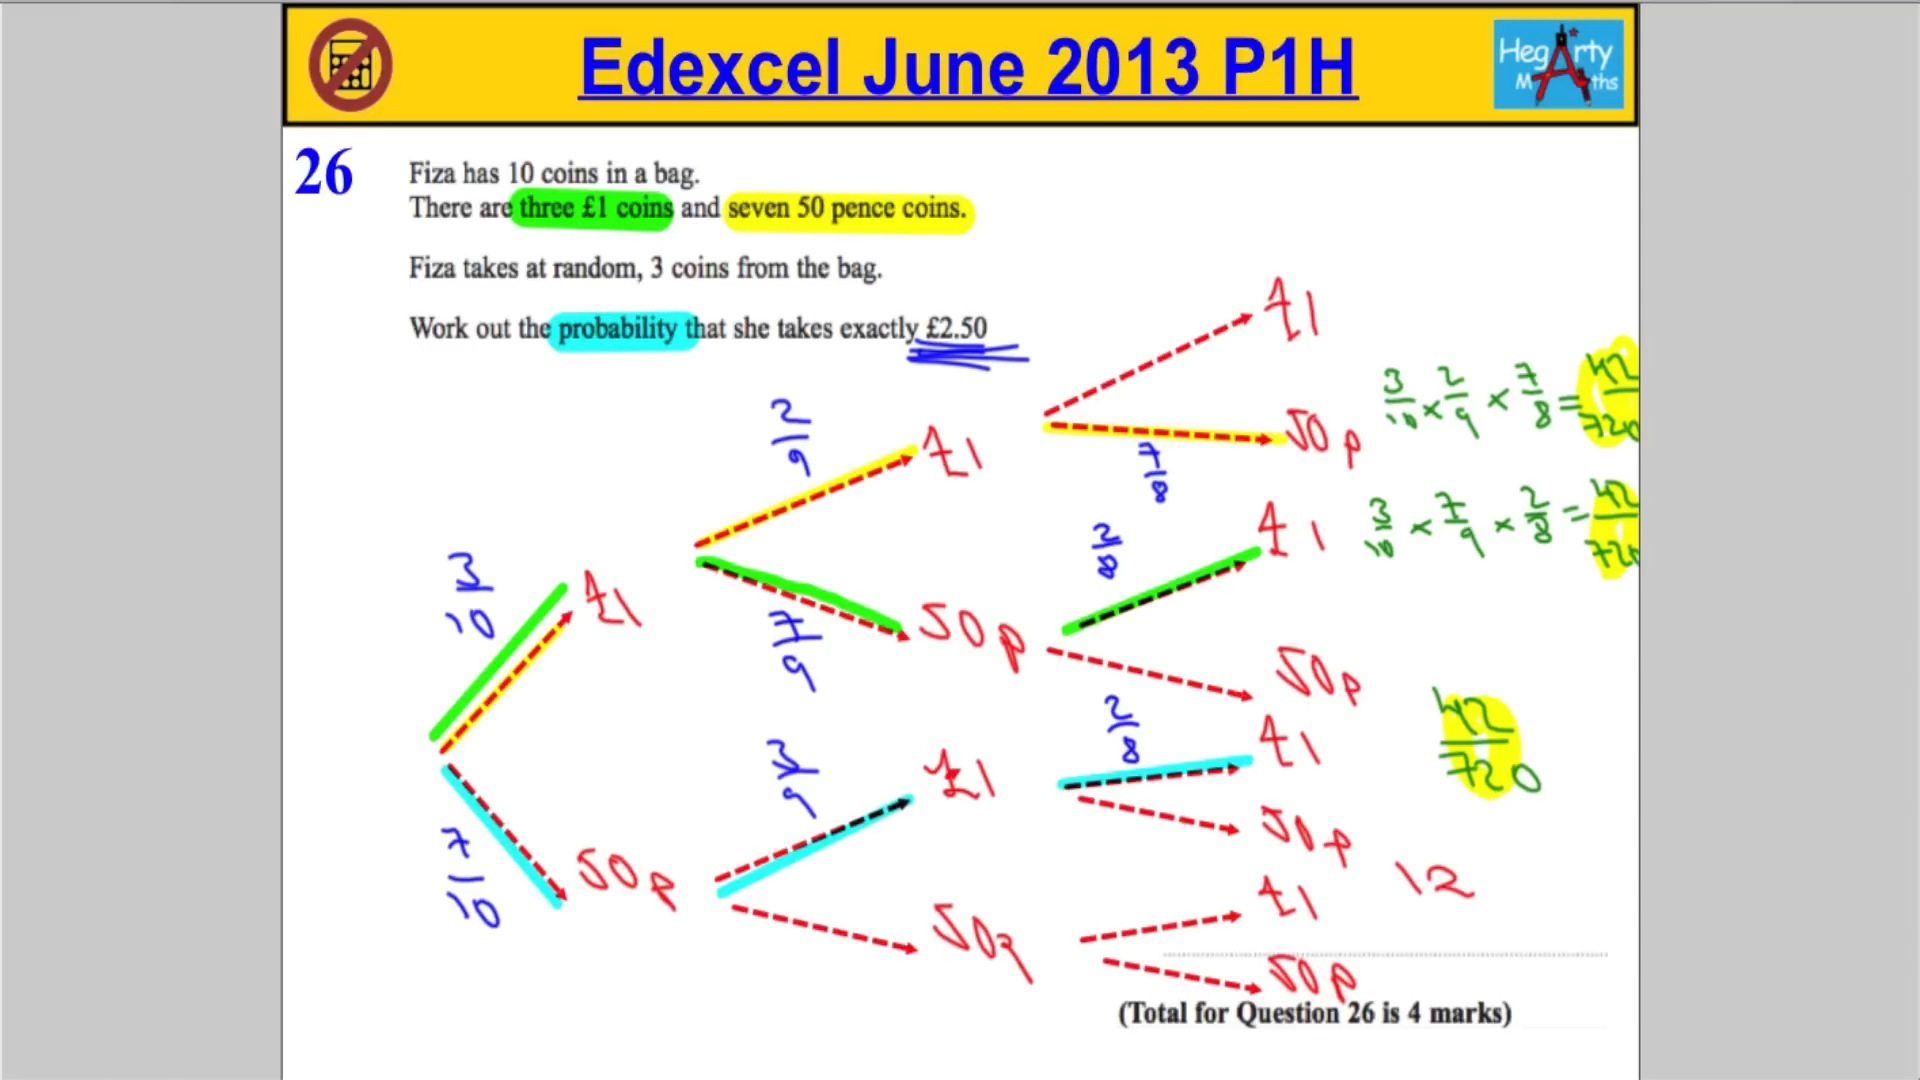 Edexcel June 2013 P1H
Hegarty
Maths
26
Fiza has 10 coins in a bag.
There are three £1 coins and seven 50 pence coins.
Fiza takes at random, 3 coins from the bag.
Work out the probability that she takes exactly £2.50
£1
3/10 × 2/9 × 7/8 = 42/720
2/9
£1
50p
7/8
£1
3/10 × 7/9 × 2/8 = 42/720
2/8
3/10
£1
7/9
50p
50p
2/8
£1
42/720
3/9
£1
50p
7/10
50p
£1
12
50p
50p
(Total for Question 26 is 4 marks)